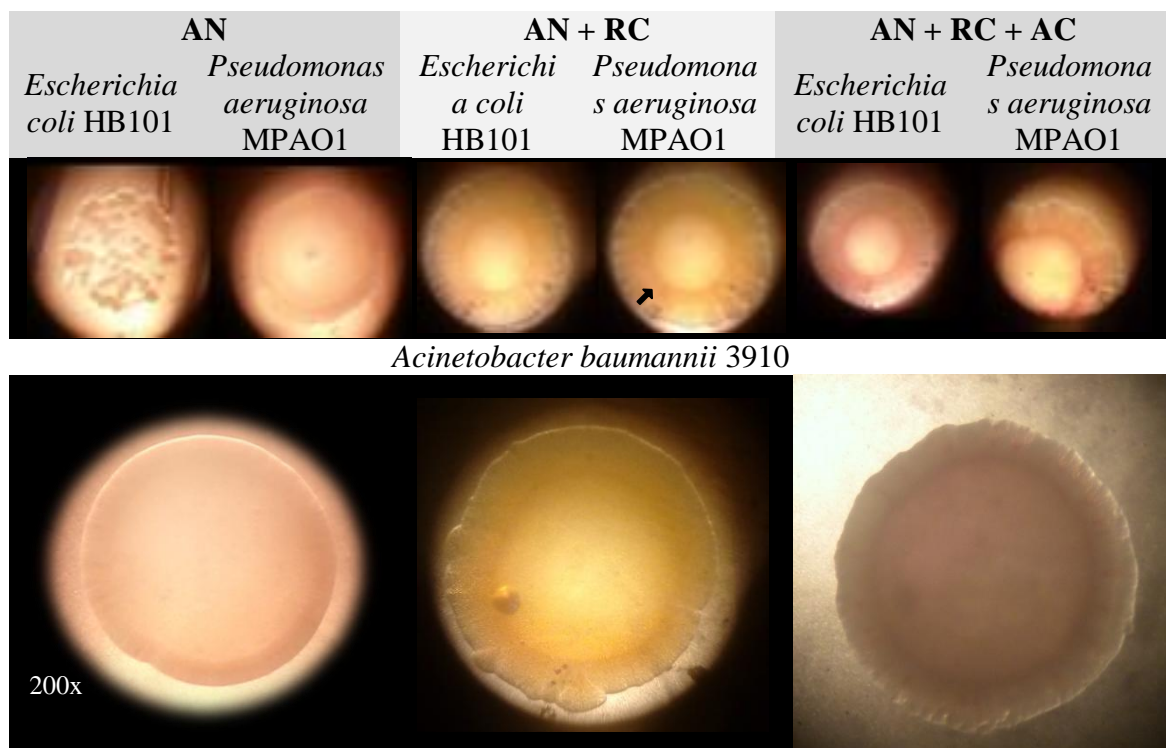 AN
AN + RC
AN + RC + AC
Escherichia
coli HB101
Pseudomonas
aeruginosa
MPAO1
Escherichi
a coli
HB101
Pseudomona
s aeruginosa
MPAO1
Escherichia
coli HB101
Pseudomona
s aeruginosa
MPAO1
Acinetobacter baumannii 3910
200x